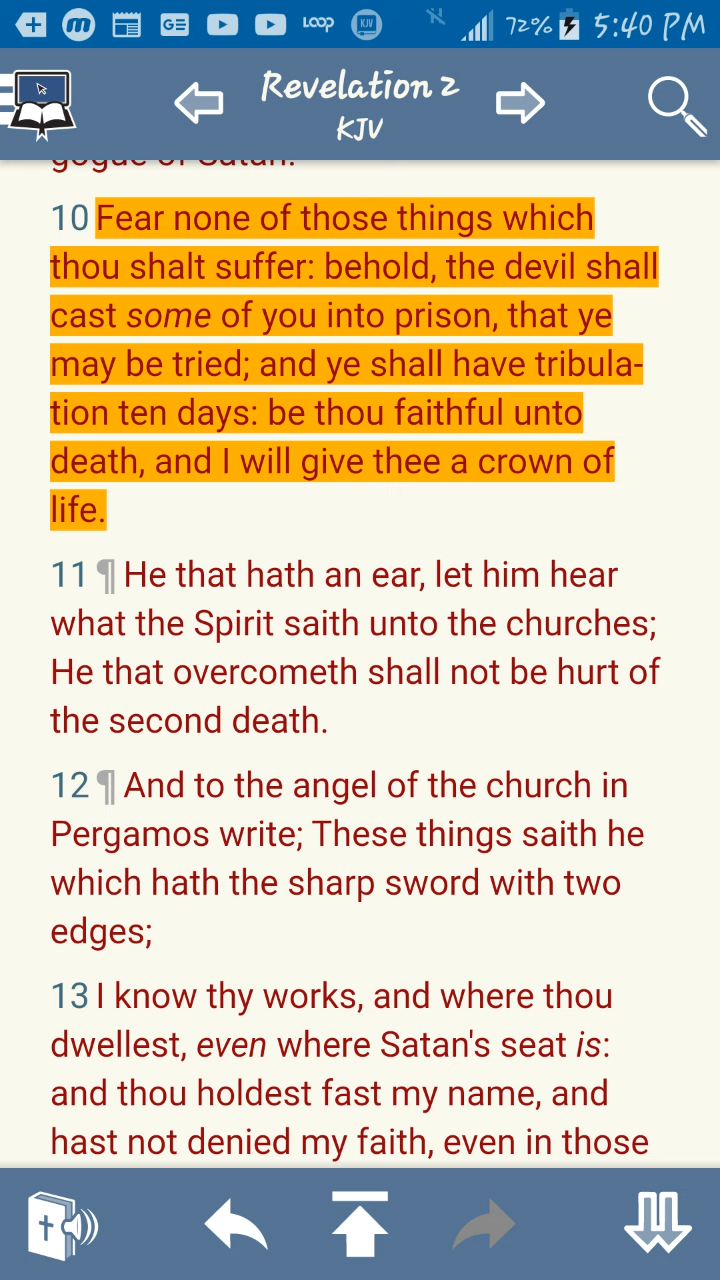 LOOP
KJV
72%
5:40 PM
Revelation 2
KJV
gogue of Satan.
10 Fear none of those things which
thou shalt suffer: behold, the devil shall
cast some of you into prison, that ye
may be tried; and ye shall have tribula-
tion ten days: be thou faithful unto
death, and I will give thee a crown of
life.
11 ¶ He that hath an ear, let him hear
what the Spirit saith unto the churches;
He that overcometh shall not be hurt of
the second death.
12 ¶ And to the angel of the church in
Pergamos write; These things saith he
which hath the sharp sword with two
edges;
13 I know thy works, and where thou
dwellest, even where Satan's seat is:
and thou holdest fast my name, and
hast not denied my faith, even in those